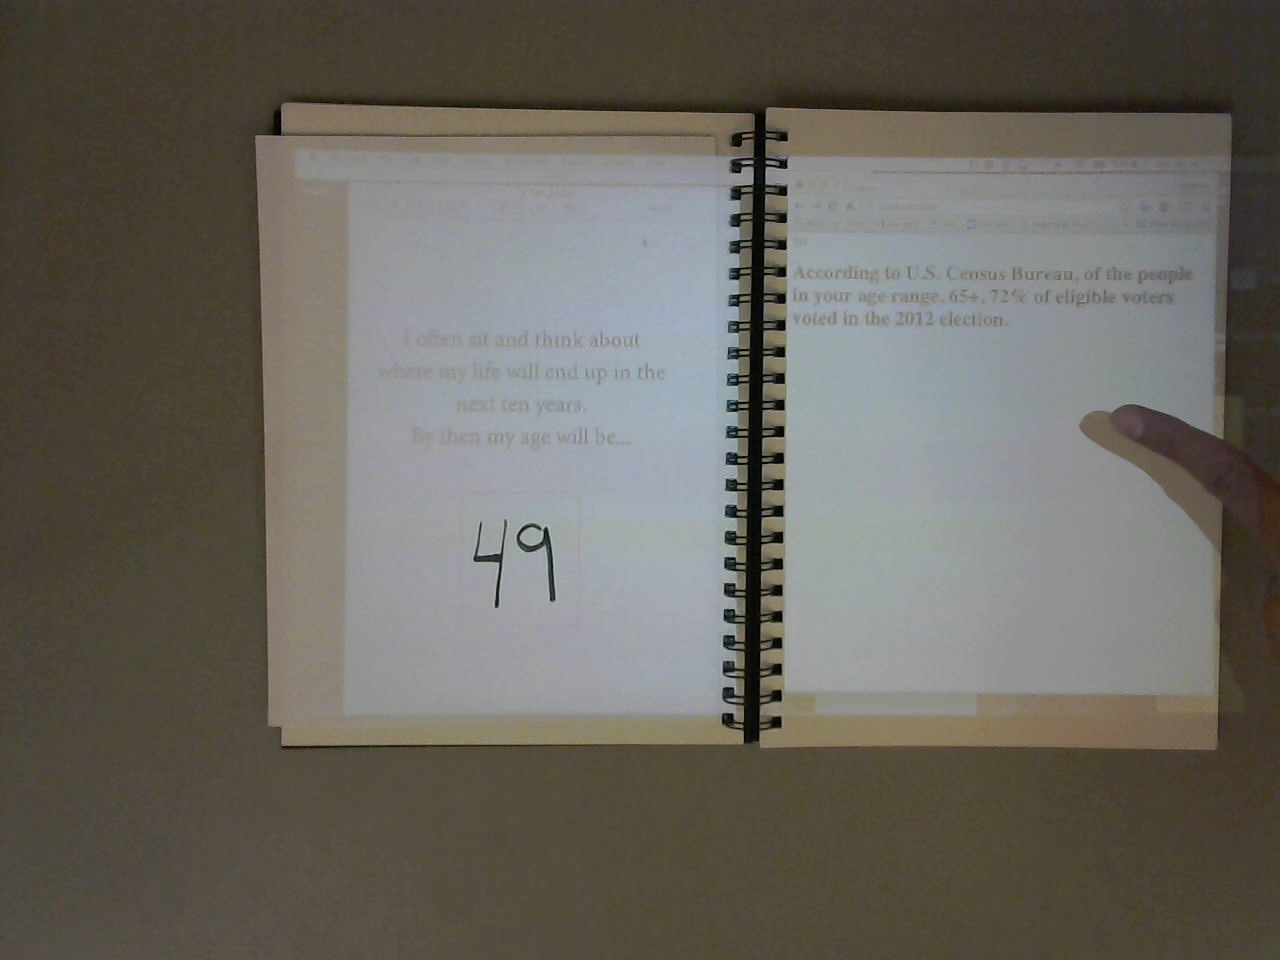 I often sit and think about
where my life will end up in the
next ten years.
By then my age will be...
49
According to U.S. Census Bureau, of the people
in your age range, 65+, 72% of eligible voters
voted in the 2012 election.